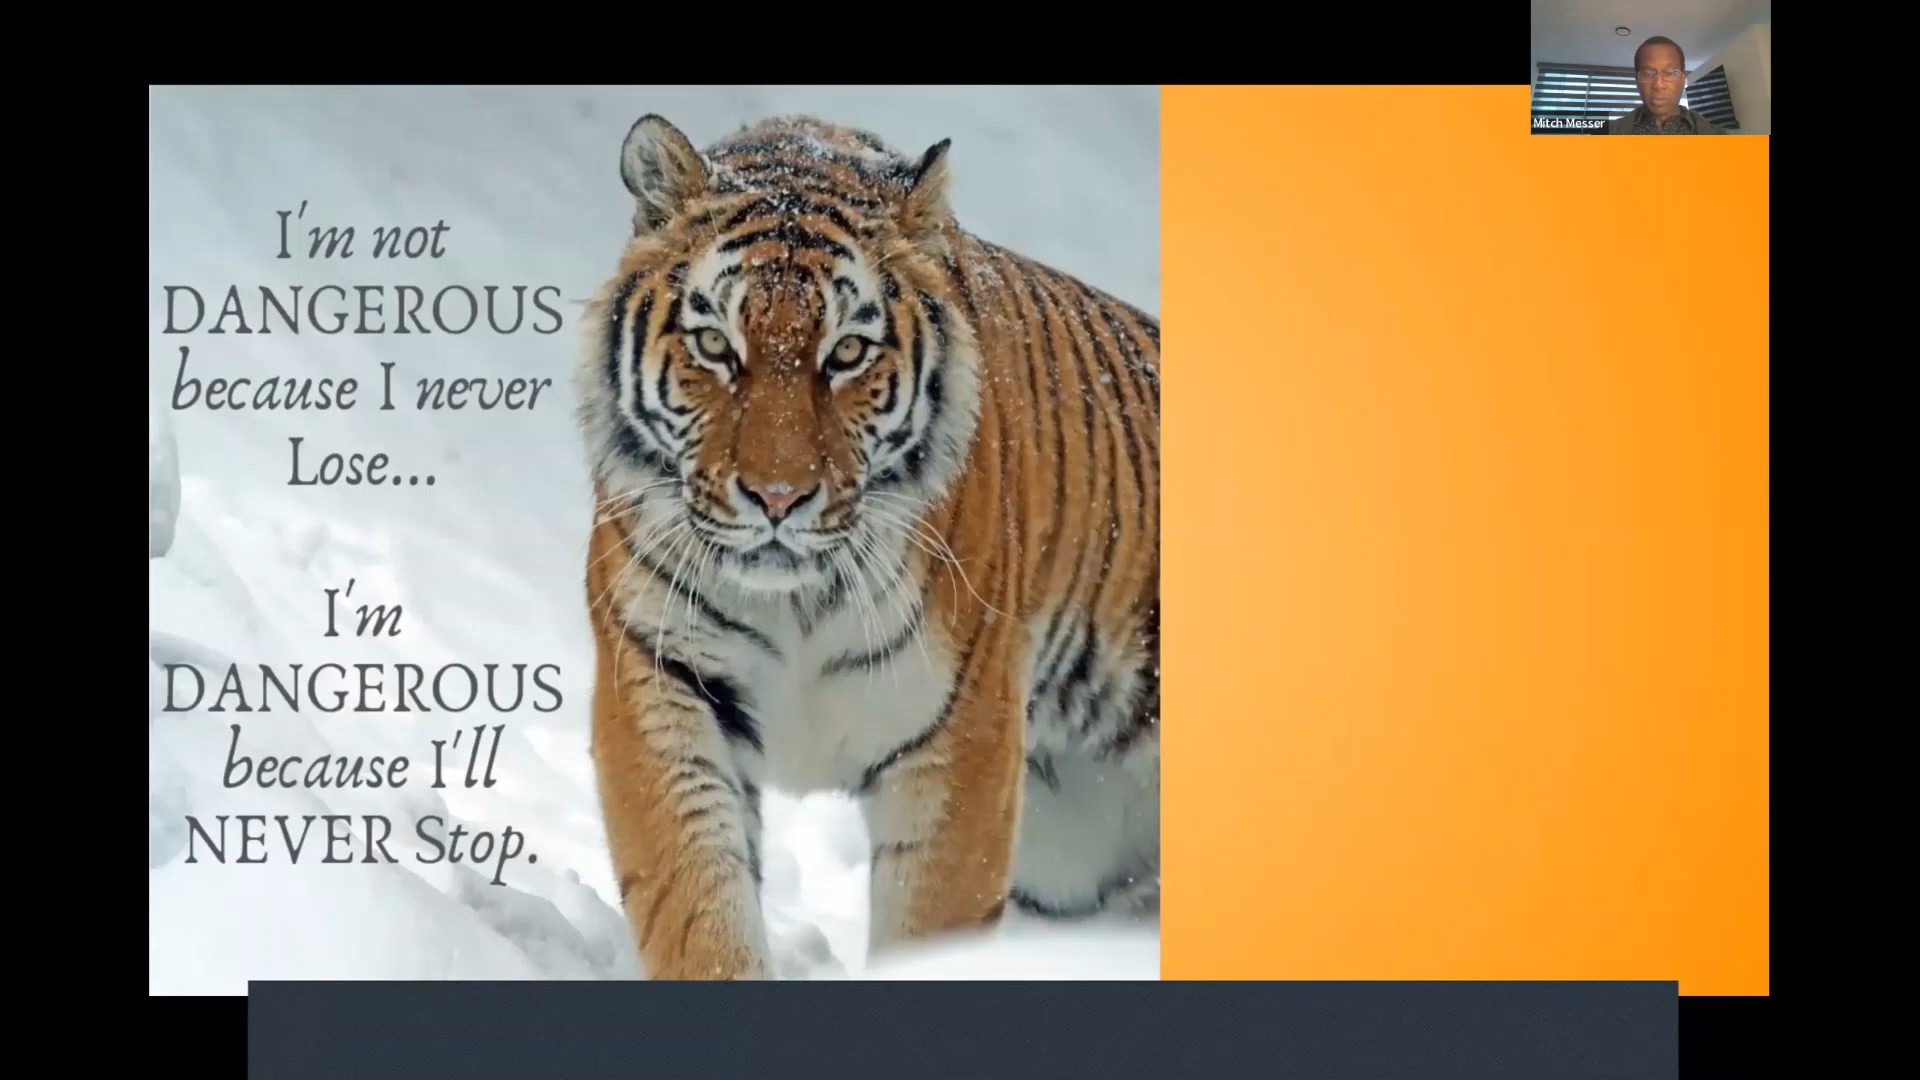 I'm not
DANGEROUS
because I never
Lose...
I'm
DANGEROUS
because I'll
NEVER Stop.
Mitch Messer